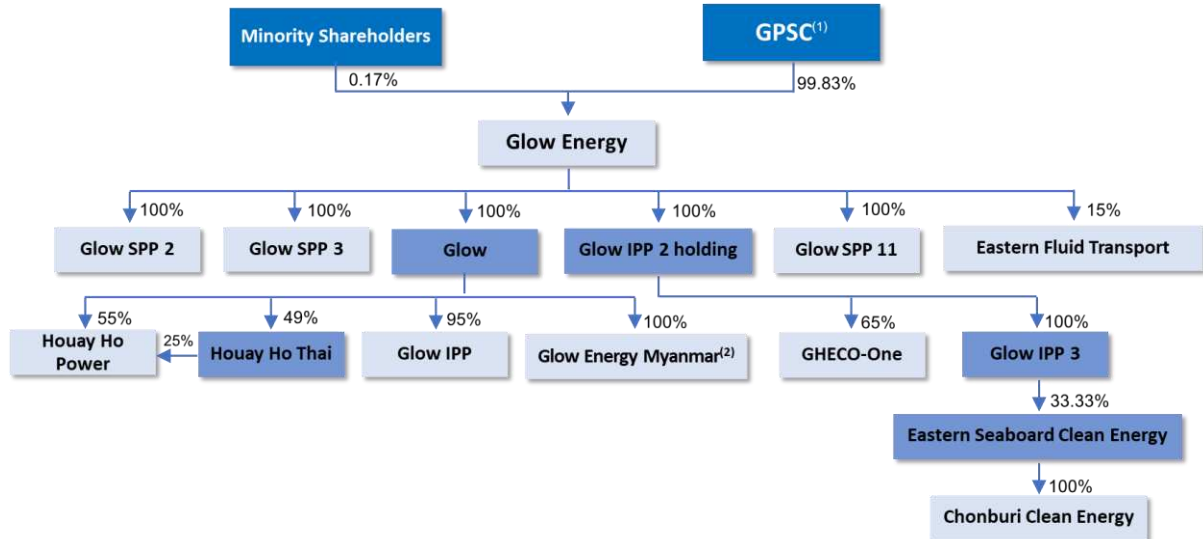 Minority Shareholders
GPSC(1)
0.17%
99.83%
Glow Energy
100%
100%
100%
100%
100%
15%
Glow SPP 2
Glow SPP 3
Glow
Glow IPP 2 holding
Glow SPP 11
Eastern Fluid Transport
55%
49%
95%
100%
65%
100%
Houay Ho
Power
25%
Houay Ho Thai
Glow IPP
Glow Energy Myanmar(2)
GHECO-One
Glow IPP 3
33.33%
Eastern Seaboard Clean Energy
100%
Chonburi Clean Energy